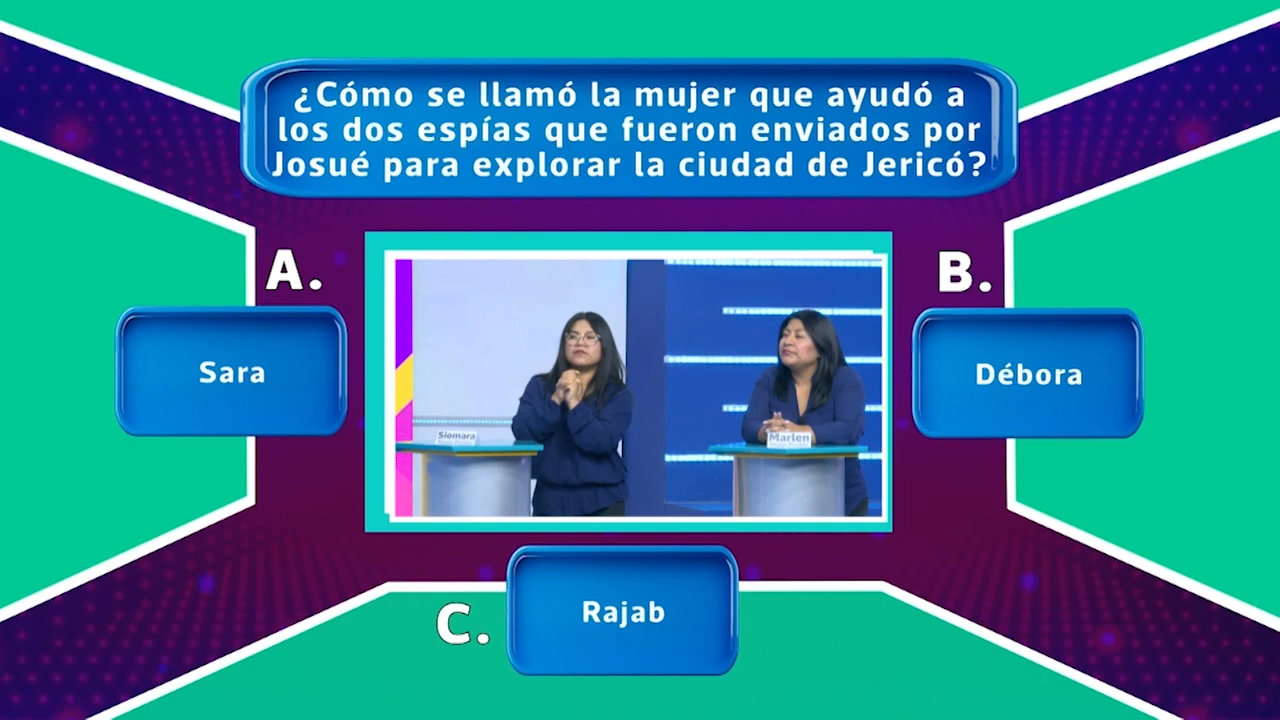 ¿Cómo se llamó la mujer que ayudó a
los dos espías que fueron enviados por
Josué para explorar la ciudad de Jericó?
A.
Sara
B.
Débora
Siomara
Marlen
C.
Rajab